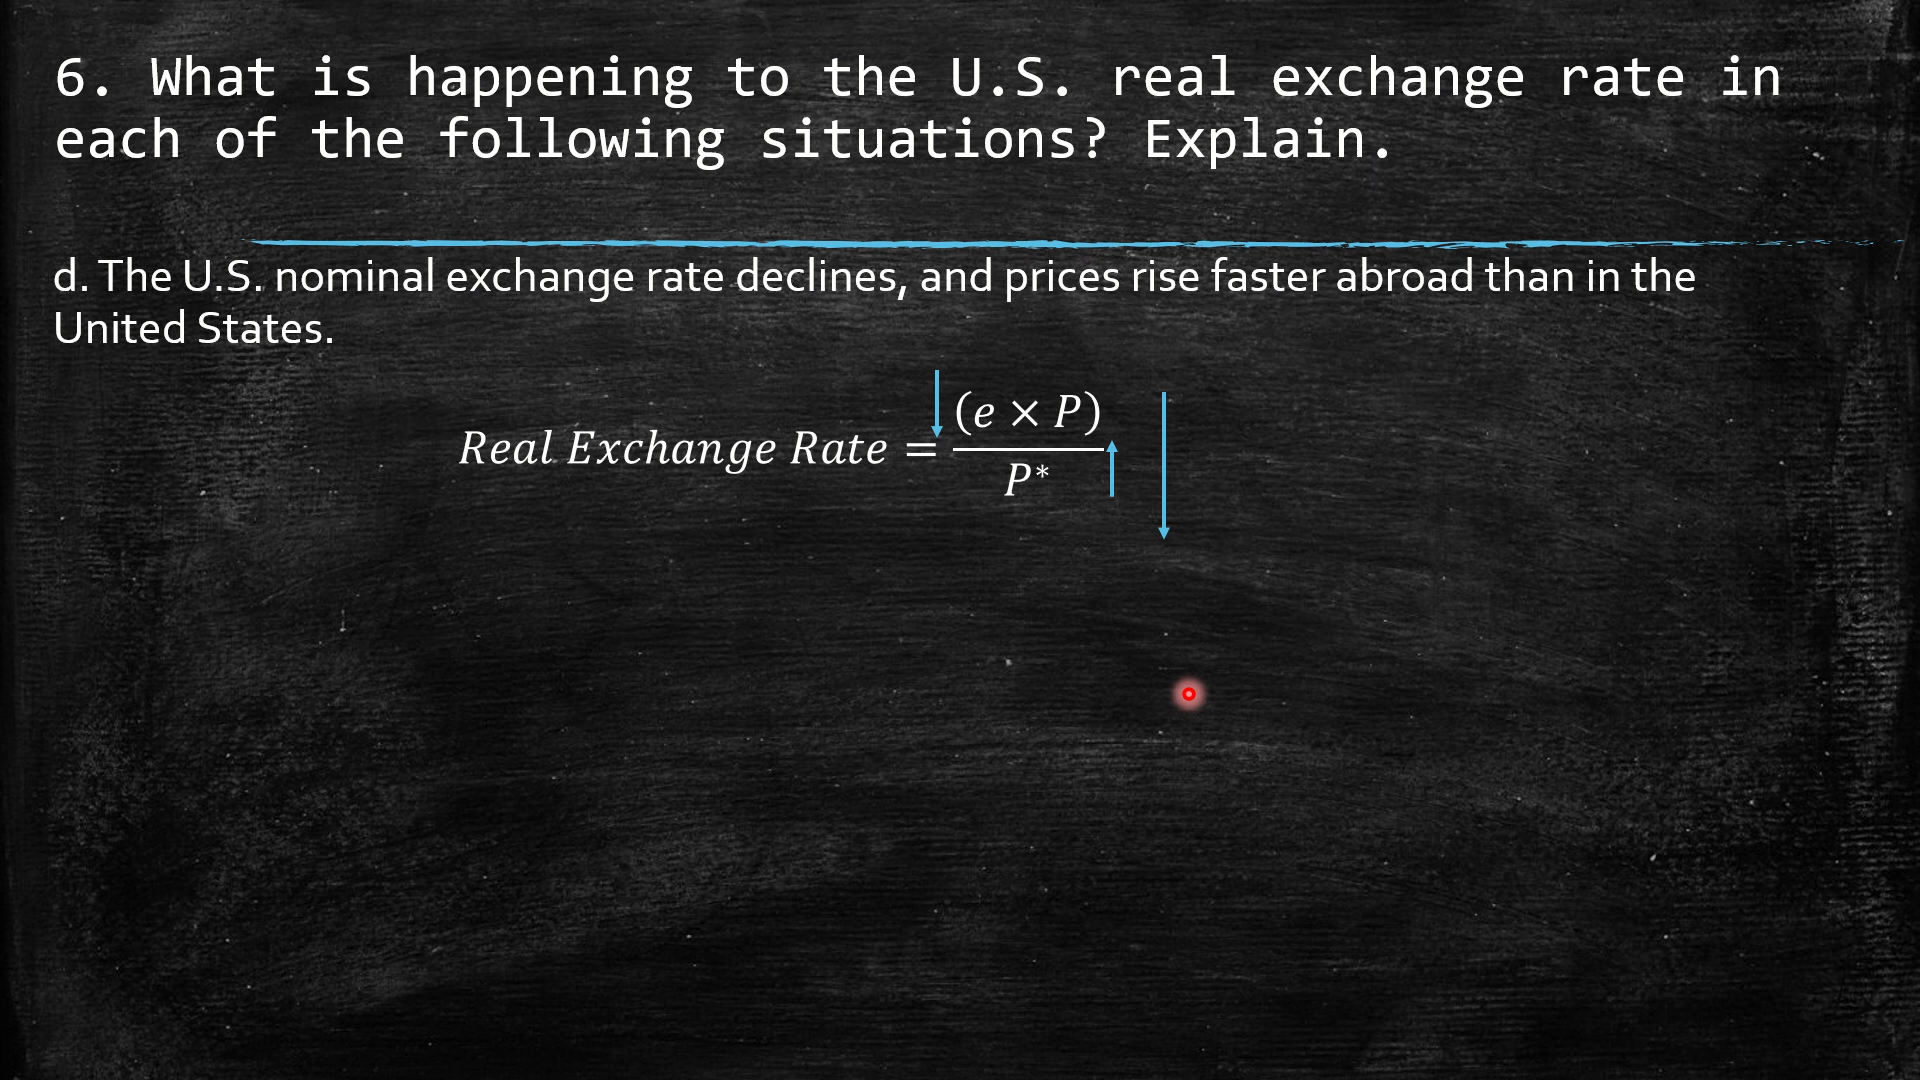 6. What is happening to the U.S. real exchange rate in
each of the following situations? Explain.
d. The U.S. nominal exchange rate declines, and prices rise faster abroad than in the
United States.
Real Exchange Rate = (e × P) / P*